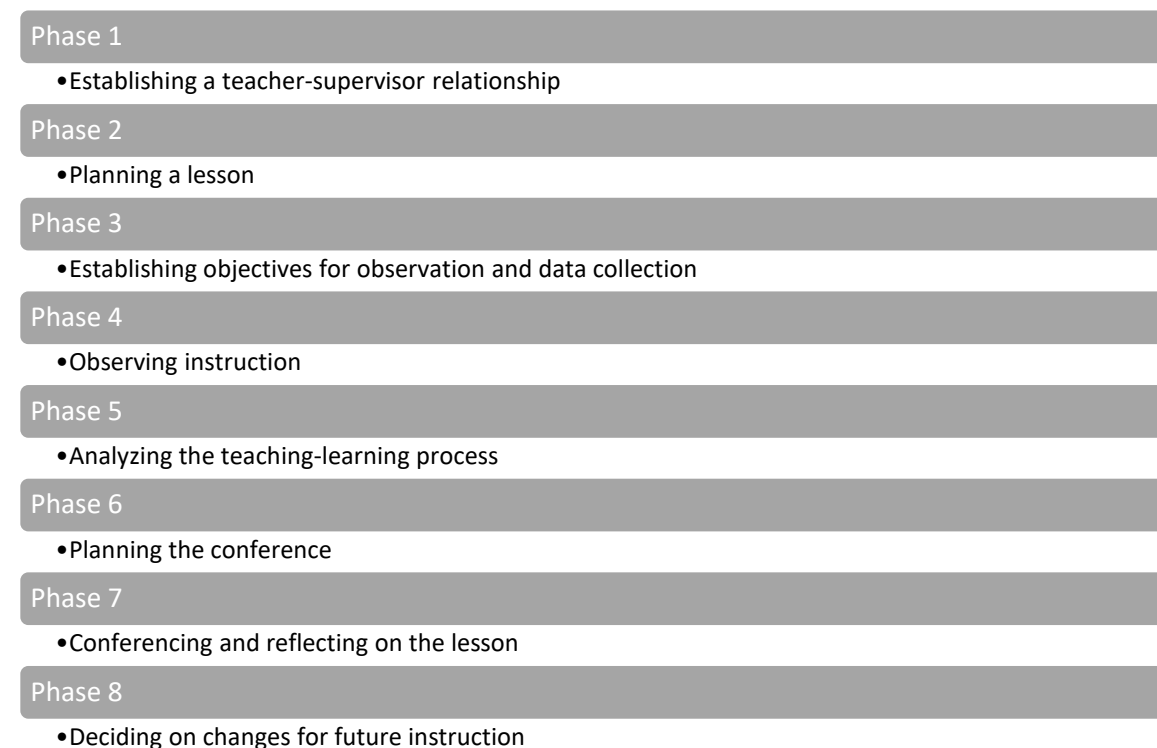 Phase 1
•Establishing a teacher-supervisor relationship
Phase 2
•Planning a lesson
Phase 3
•Establishing objectives for observation and data collection
Phase 4
•Observing instruction
Phase 5
•Analyzing the teaching-learning process
Phase 6
•Planning the conference
Phase 7
•Conferencing and reflecting on the lesson
Phase 8
•Deciding on changes for future instruction